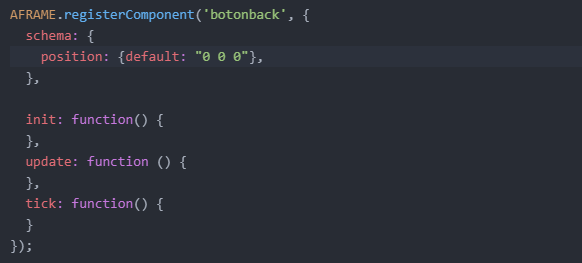 AFRAME.registerComponent('botonback', {
  schema: {
    position: {default: "0 0 0"},
  },

  init: function() {
  },
  update: function () {
  },
  tick: function() {
  }
});